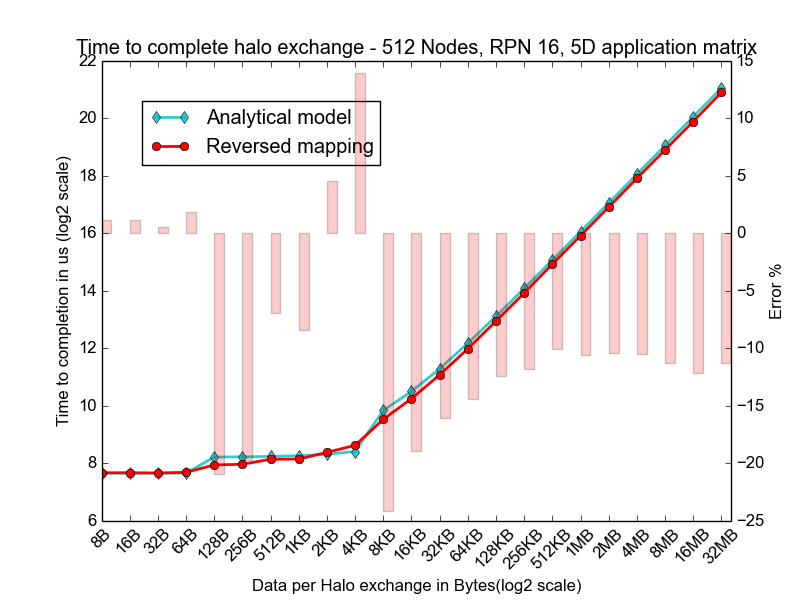 Time to complete halo exchange - 512 Nodes, RPN 16, 5D application matrix
22
20
18
16
14
12
10
8
6
Time to completion in us (log2 scale)
Analytical model
Reversed mapping
15
10
5
0
−5
−10
−15
−20
−25
Error %
8B
16B
32B
64B
128B
256B
512B
1KB
2KB
4KB
8KB
16KB
32KB
64KB
128KB
256KB
512KB
1MB
2MB
4MB
8MB
16MB
32MB
Data per Halo exchange in Bytes(log2 scale)